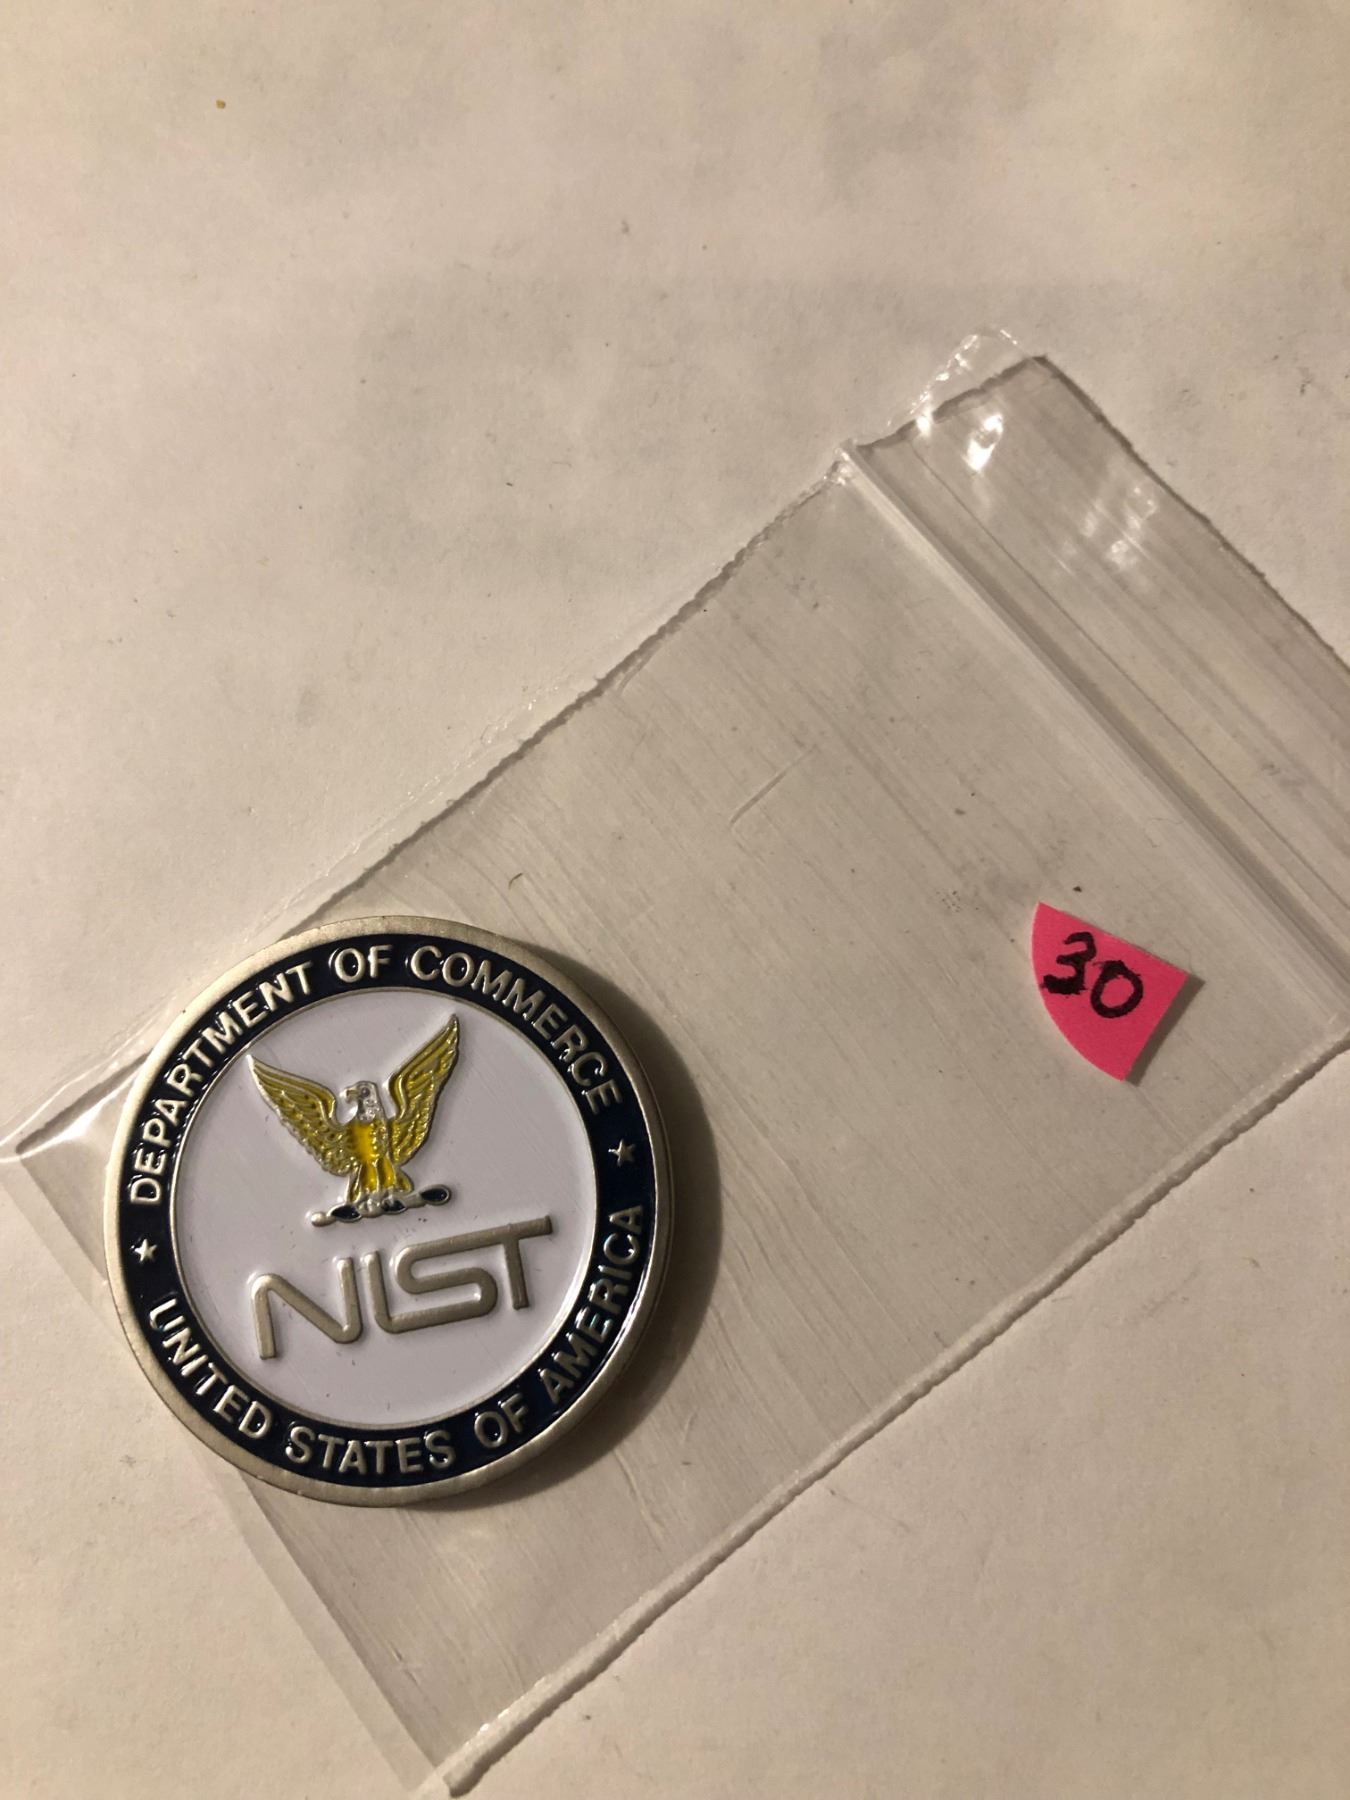 DEPARTMENT OF COMMERCE
NIST
UNITED STATES OF AMERICA
30